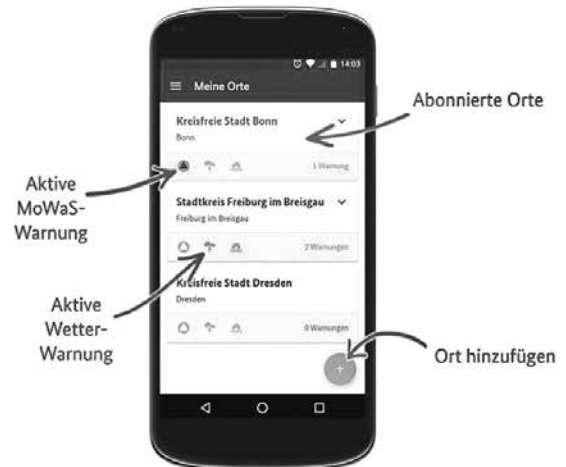 14:03
Meine Orte
Abonnierte Orte
Kreisfreie Stadt Bonn
Bonn
1 Warnung
Aktive
MoWaS-
Warnung
Stadtkreis Freiburg im Breisgau
Freiburg im Breisgau
2 Warnungen
Aktive
Wetter-
Warnung
Kreisfreie Stadt Dresden
Dresden
0 Warnungen
Ort hinzufügen